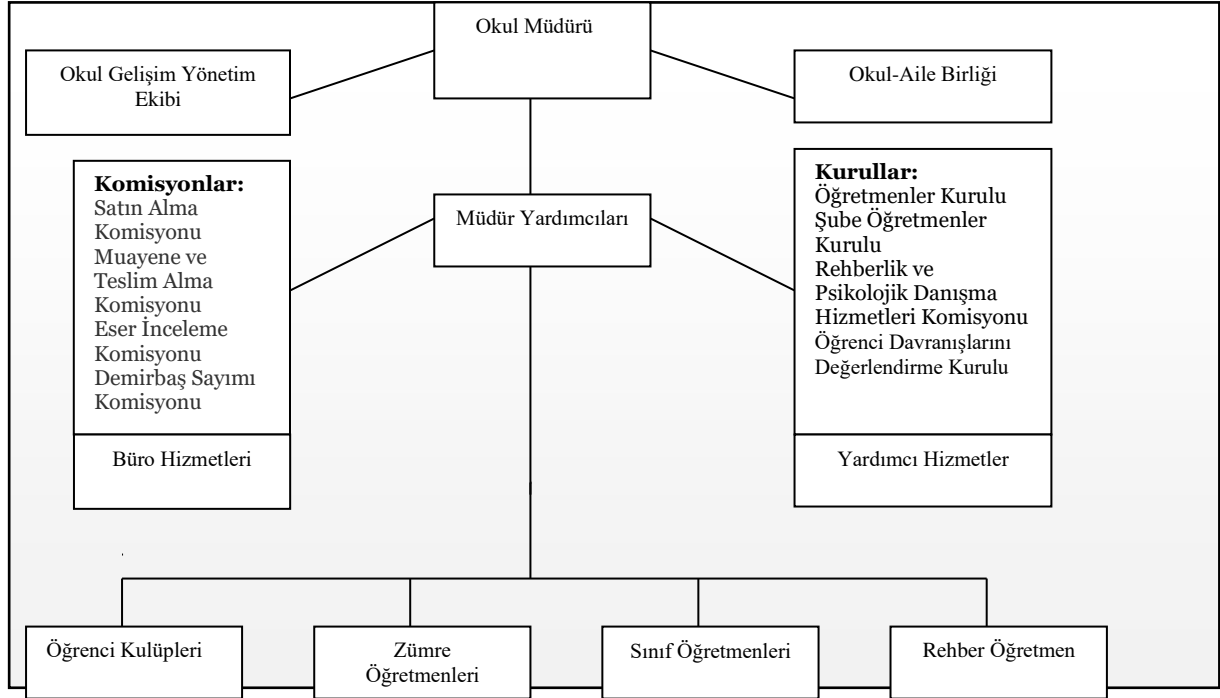 Okul Müdürü
Okul Gelişim Yönetim
Ekibi
Okul-Aile Birliği
Komisyonlar:
Satın Alma
Komisyonu
Muayene ve
Teslim Alma
Komisyonu
Eser İnceleme
Komisyonu
Demirbaş Sayımı
Komisyonu
Müdür Yardımcıları
Kurullar:
Öğretmenler Kurulu
Şube Öğretmenler
Kurulu
Rehberlik ve
Psikolojik Danışma
Hizmetleri Komisyonu
Öğrenci Davranışlarını
Değerlendirme Kurulu
Büro Hizmetleri
Yardımcı Hizmetler
Öğrenci Kulüpleri
Zümre
Öğretmenleri
Sınıf Öğretmenleri
Rehber Öğretmen